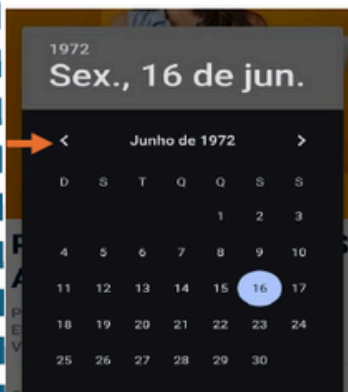 1972
Sex., 16 de jun.
< Junho de 1972 >
D S T Q Q S S
1 2 3
4 5 6 7 8 9 10
11 12 13 14 15 16 17
18 19 20 21 22 23 24
25 26 27 28 29 30